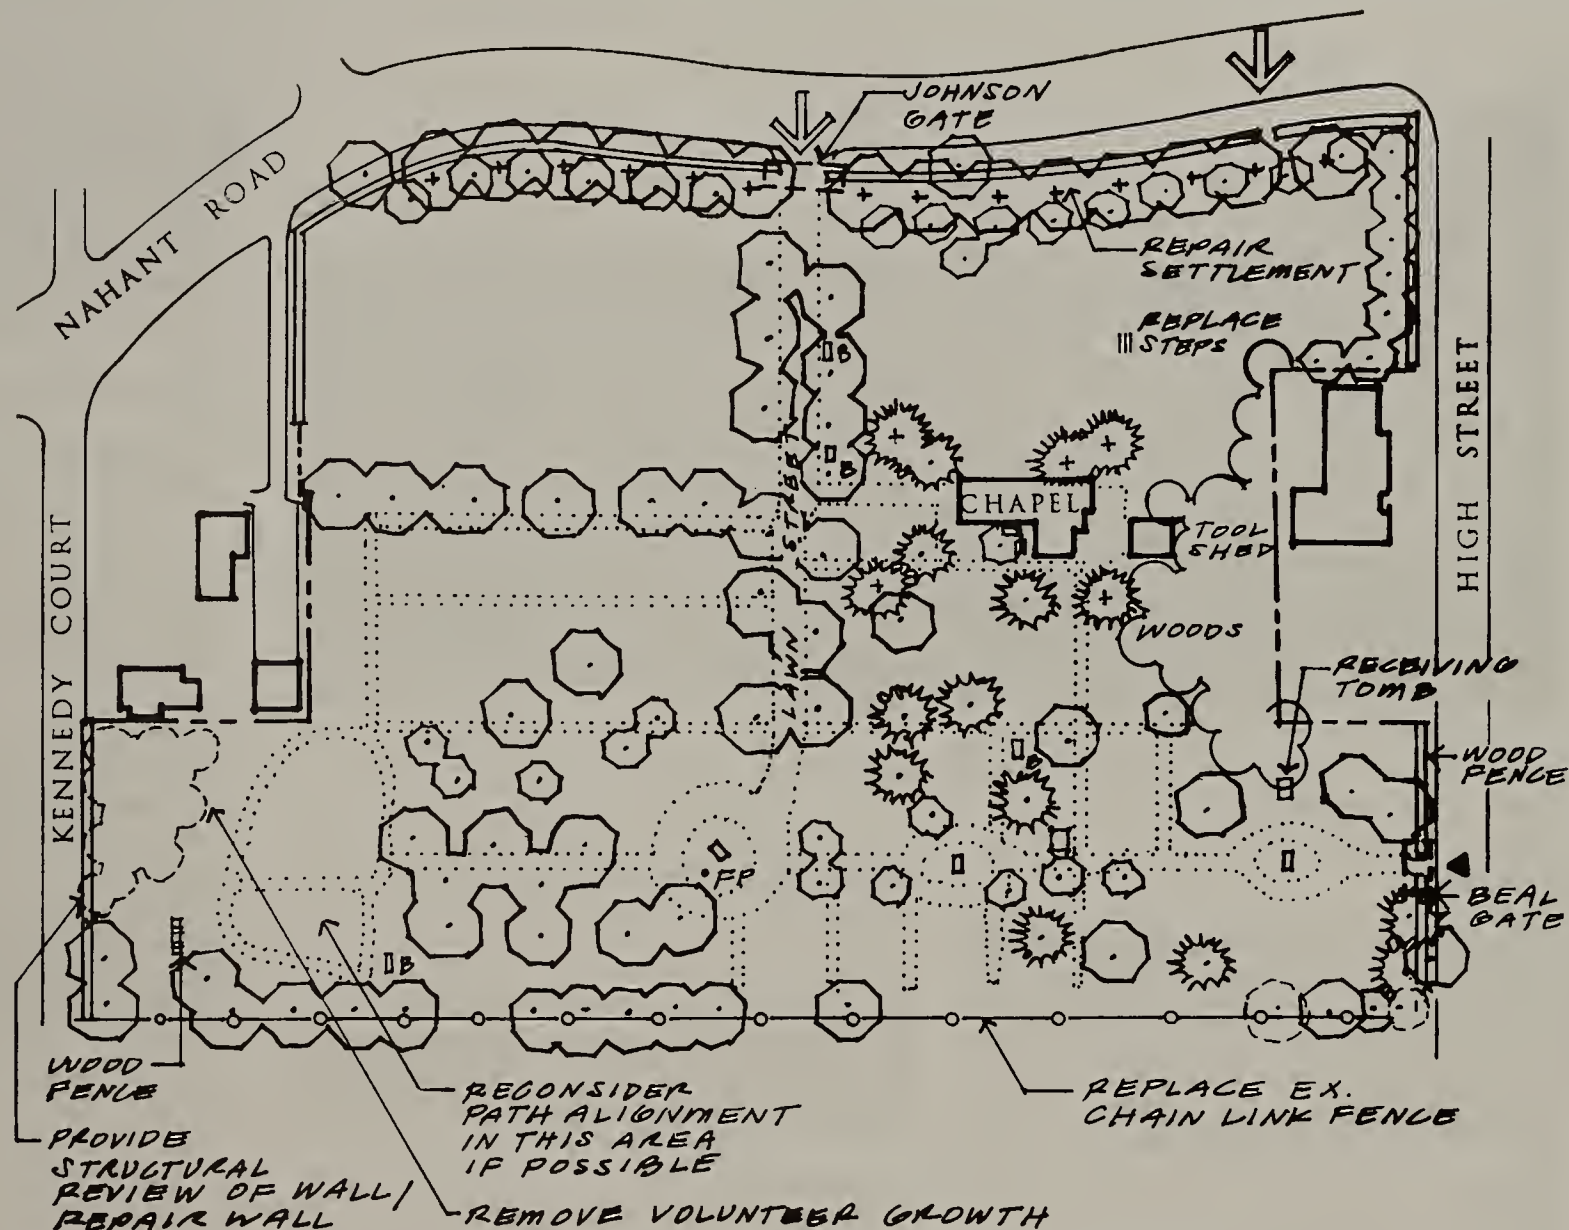 JOHNSON
GATE
NAHANT ROAD
REPAIR
SETTLEMENT
REPLACE
STEPS
B
B
STREET
LAWN
CHAPEL
TOOL
SHED
HIGH STREET
KENNEDY COURT
WOODS
RECEIVING
TOMB
WOOD
FENCE
B
FP
BEAL
GATE
B
WOOD
FENCE
PROVIDE
STRUCTURAL
REVIEW OF WALL/
REPAIR WALL
RECONSIDER
PATH ALIGNMENT
IN THIS AREA
IF POSSIBLE
REMOVE VOLUNTEER GROWTH
REPLACE EX.
CHAIN LINK FENCE